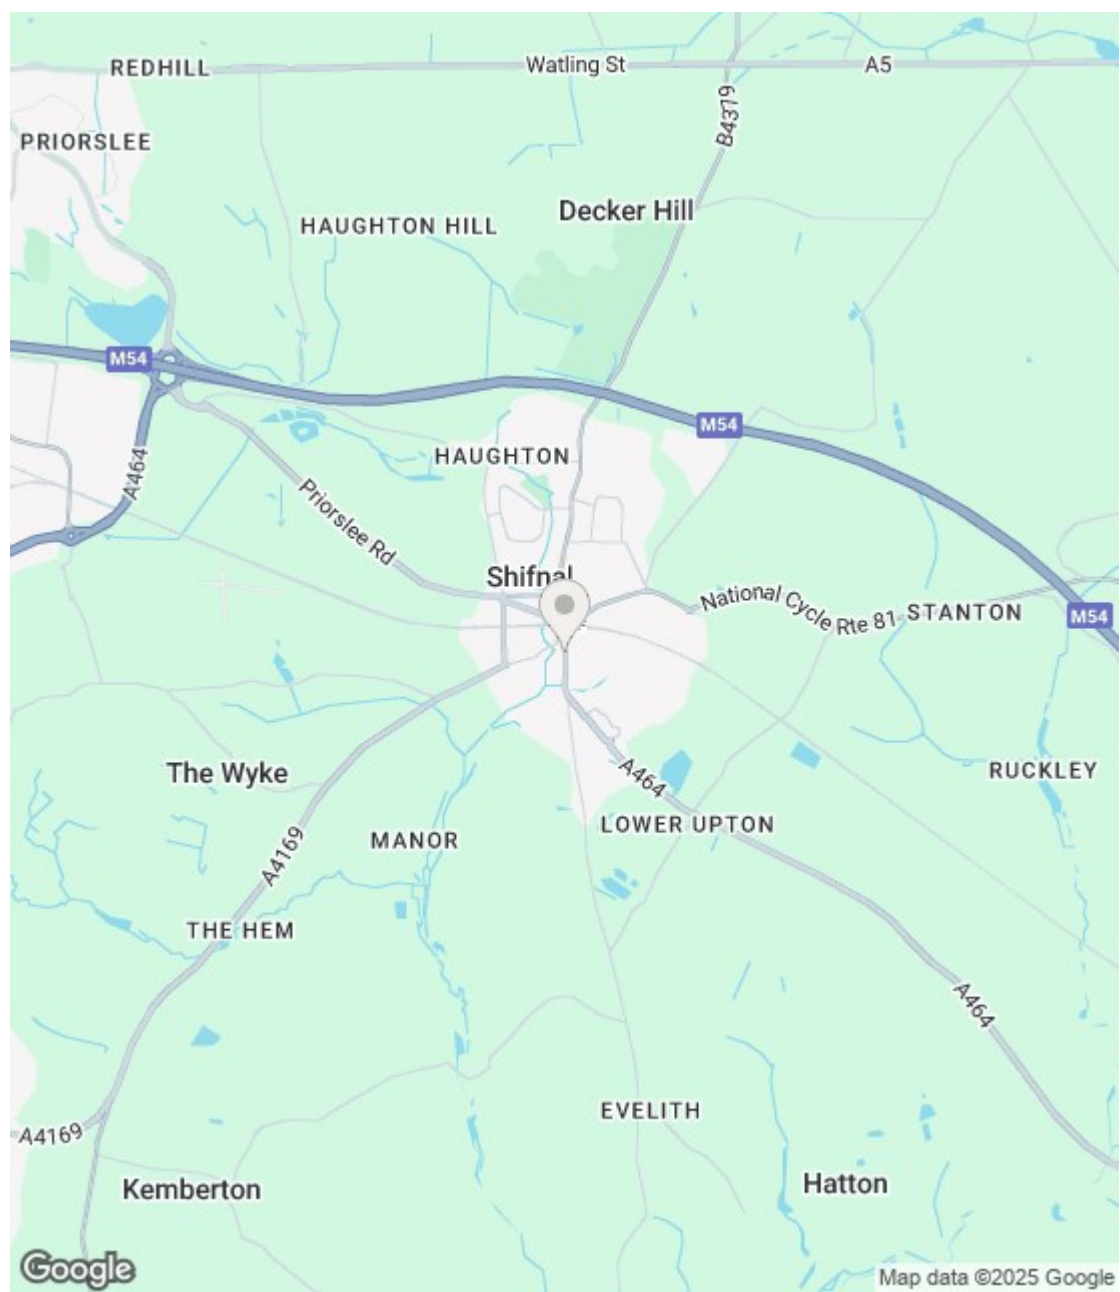 REDHILL
Watling St
A5
B4379
PRIORSLEE
Decker Hill
HAUGHTON HILL
M54
M54
HAUGHTON
A464
Priorslee Rd
Shifnal
National Cycle Rte 81
STANTON
M54
The Wyke
A464
RUCKLEY
LOWER UPTON
MANOR
A4169
THE HEM
A464
EVELITH
A4169
Kemberton
Hatton
Google
Map data ©2025 Google